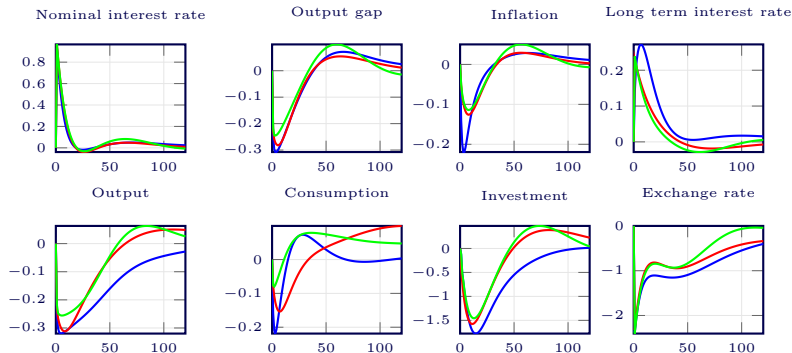 Nominal interest rate
Output gap
Inflation
Long term interest rate
0.8
0.6
0.4
0.2
0
0 50 100
0
−0.1
−0.2
−0.3
0 50 100
0
−0.1
−0.2
0 50 100
0.2
0.1
0
0 50 100
Output
Consumption
Investment
Exchange rate
0
−0.1
−0.2
−0.3
0 50 100
0
−0.1
−0.2
0 50 100
0
−0.5
−1
−1.5
0 50 100
0
−1
−2
0 50 100